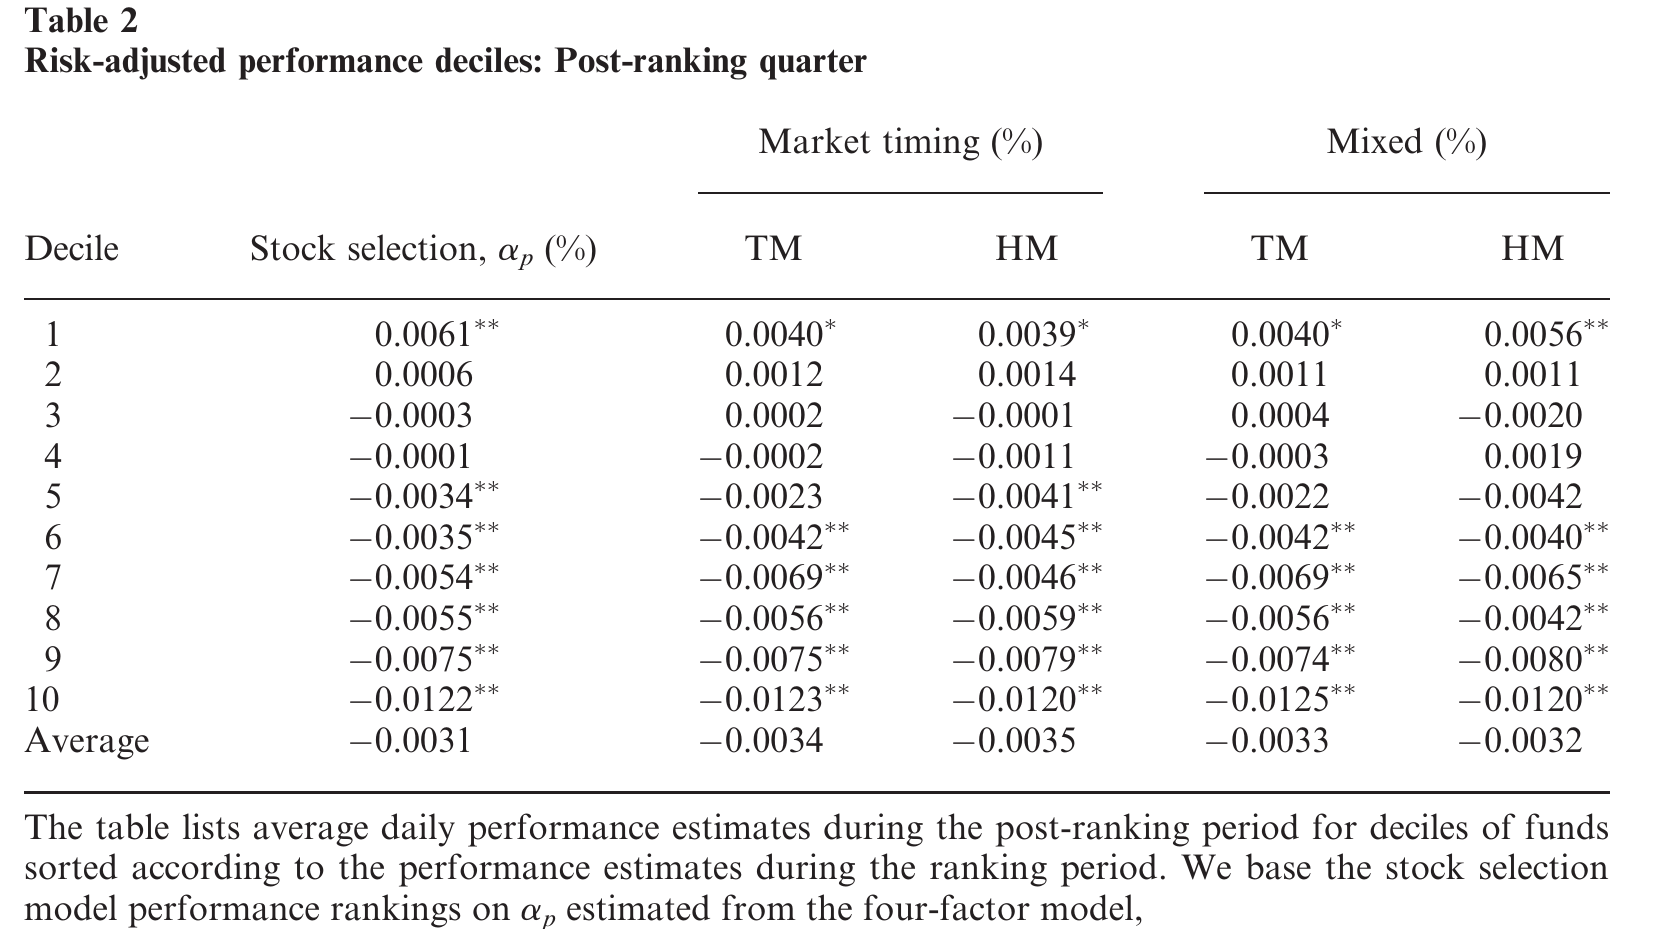 Table 2
Risk-adjusted performance deciles: Post-ranking quarter
Market timing (%) Mixed (%)
Decile Stock selection, αp (%) TM HM TM HM
1 0.0061** 0.0040* 0.0039* 0.0040* 0.0056**
2 0.0006 0.0012 0.0014 0.0011 0.0011
3 −0.0003 0.0002 −0.0001 0.0004 −0.0020
4 −0.0001 −0.0002 −0.0011 −0.0003 0.0019
5 −0.0034** −0.0023 −0.0041** −0.0022 −0.0042
6 −0.0035** −0.0042** −0.0045** −0.0042** −0.0040**
7 −0.0054** −0.0069** −0.0046** −0.0069** −0.0065**
8 −0.0055** −0.0056** −0.0059** −0.0056** −0.0042**
9 −0.0075** −0.0075** −0.0079** −0.0074** −0.0080**
10 −0.0122** −0.0123** −0.0120** −0.0125** −0.0120**
Average −0.0031 −0.0034 −0.0035 −0.0033 −0.0032
The table lists average daily performance estimates during the post-ranking period for deciles of funds
sorted according to the performance estimates during the ranking period. We base the stock selection
model performance rankings on αp estimated from the four-factor model,